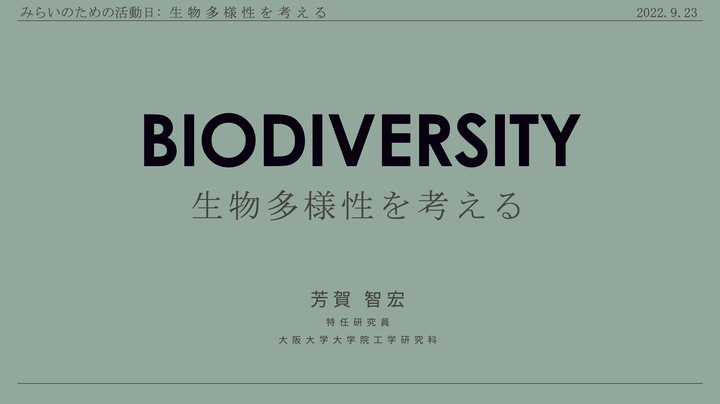 みらいのための活動日: 生物多様性を考える
2022.9.23
BIODIVERSITY
生物多様性を考える
芳賀 智宏
特任研究員
大阪大学大学院工学研究科